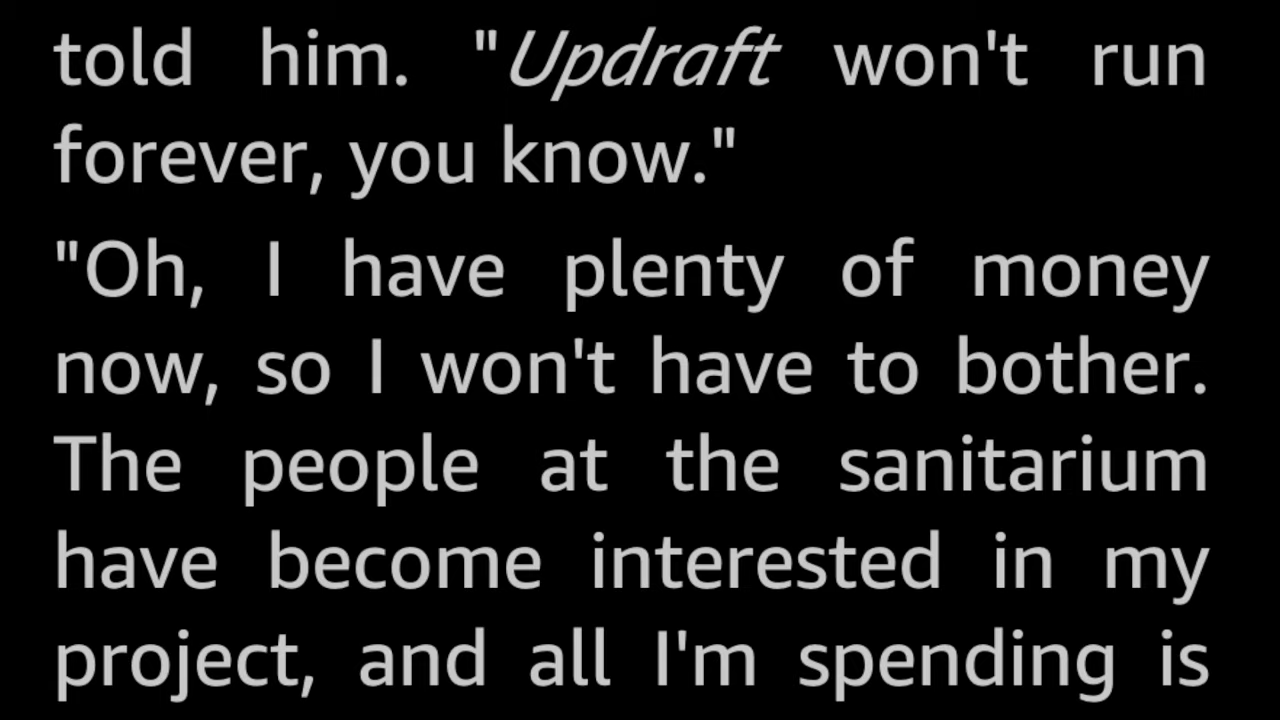 told him. "Updraft won't run
forever, you know."
"Oh, I have plenty of money
now, so I won't have to bother.
The people at the sanitarium
have become interested in my
project, and all I'm spending is